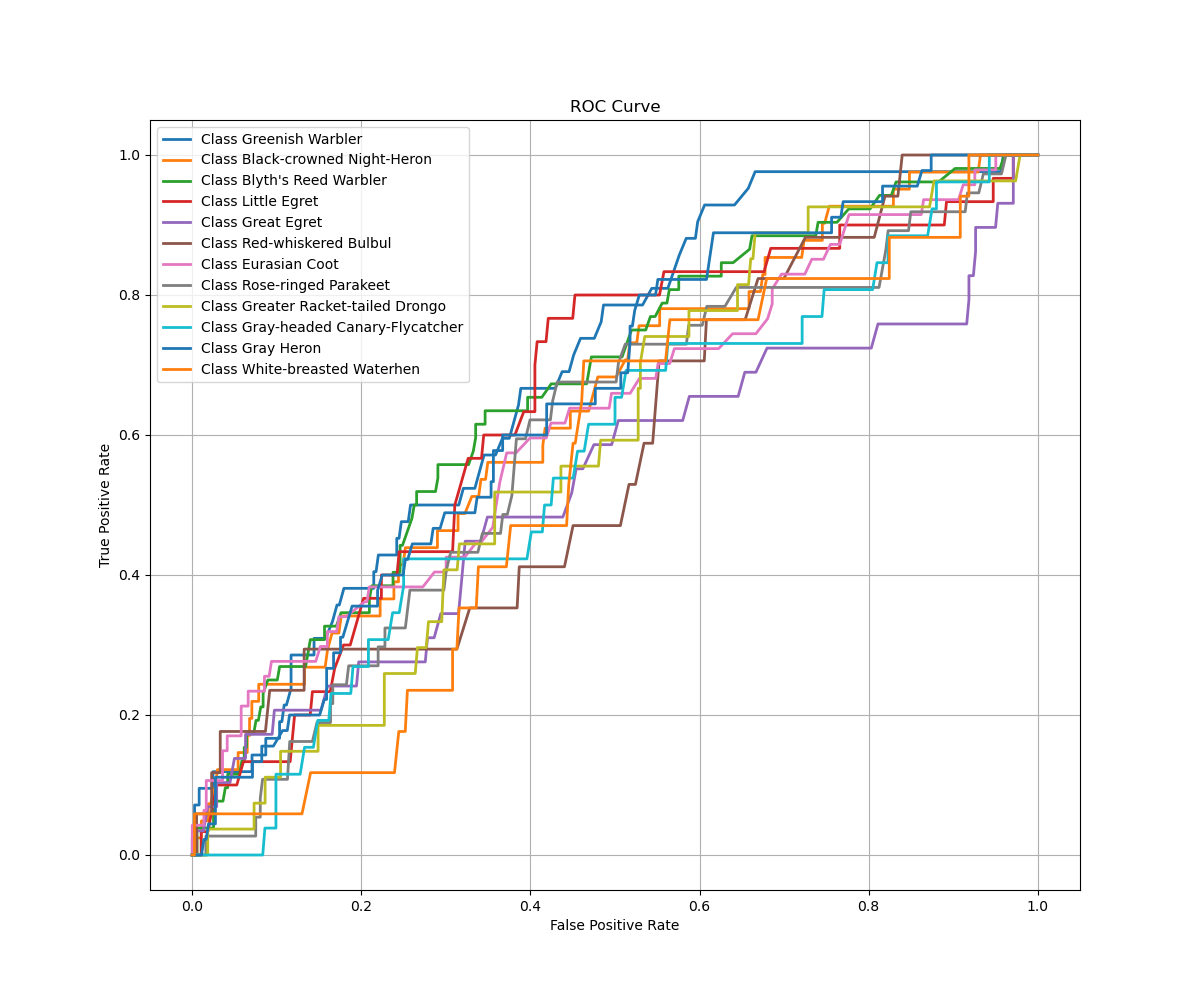 ROC Curve
Class Greenish Warbler
Class Black-crowned Night-Heron
Class Blyth's Reed Warbler
Class Little Egret
Class Great Egret
Class Red-whiskered Bulbul
Class Eurasian Coot
Class Rose-ringed Parakeet
Class Greater Racket-tailed Drongo
Class Gray-headed Canary-Flycatcher
Class Gray Heron
Class White-breasted Waterhen
True Positive Rate
1.0
0.8
0.6
0.4
0.2
0.0
0.0 0.2 0.4 0.6 0.8 1.0
False Positive Rate